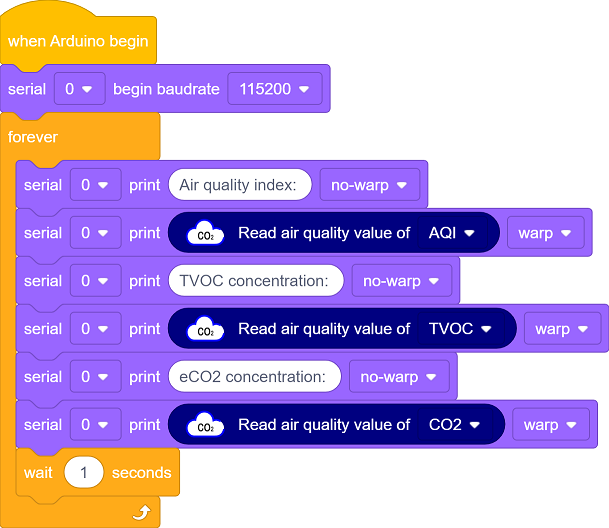 when Arduino begin
serial 0 begin baudrate 115200
forever
serial 0 print Air quality index: no-warp
serial 0 print CO2 Read air quality value of AQI warp
serial 0 print TVOC concentration: no-warp
serial 0 print CO2 Read air quality value of TVOC warp
serial 0 print eCO2 concentration: no-warp
serial 0 print CO2 Read air quality value of CO2 warp
wait 1 seconds